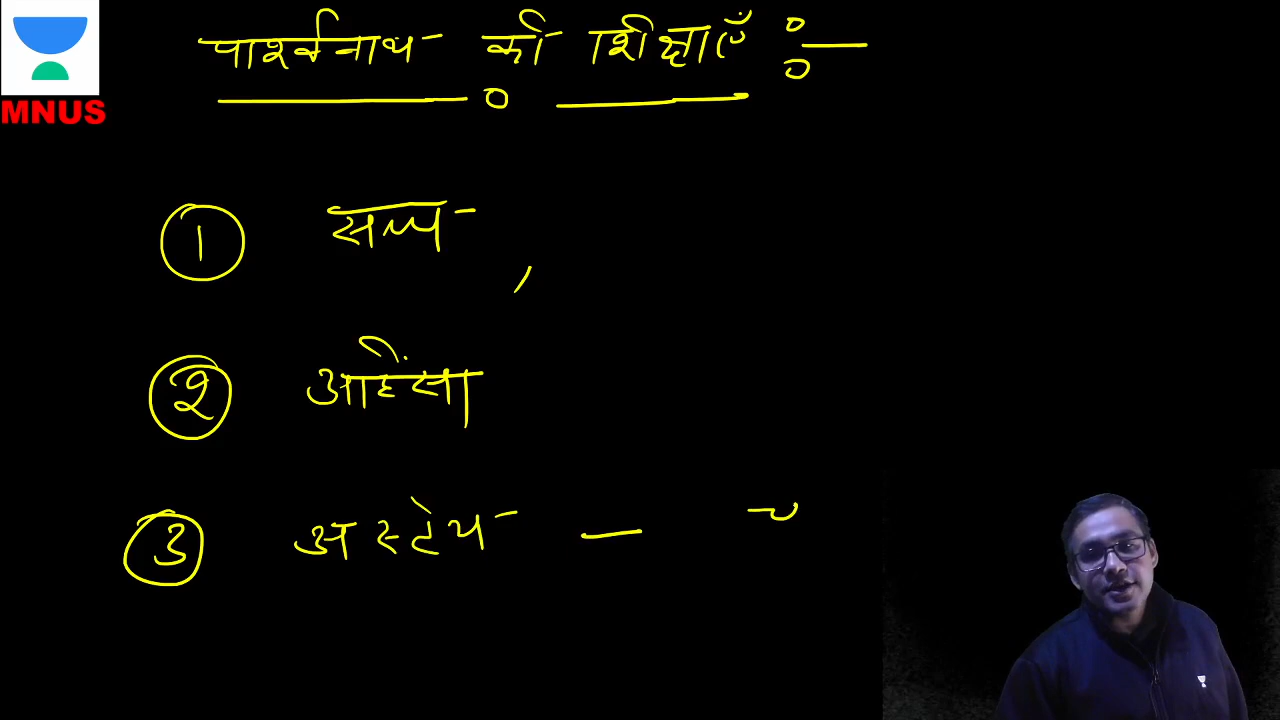 MNUS
पार्श्वनाथ की शिक्षाएँ :-
① सत्य,
② अहिंसा
③ अस्तेय -